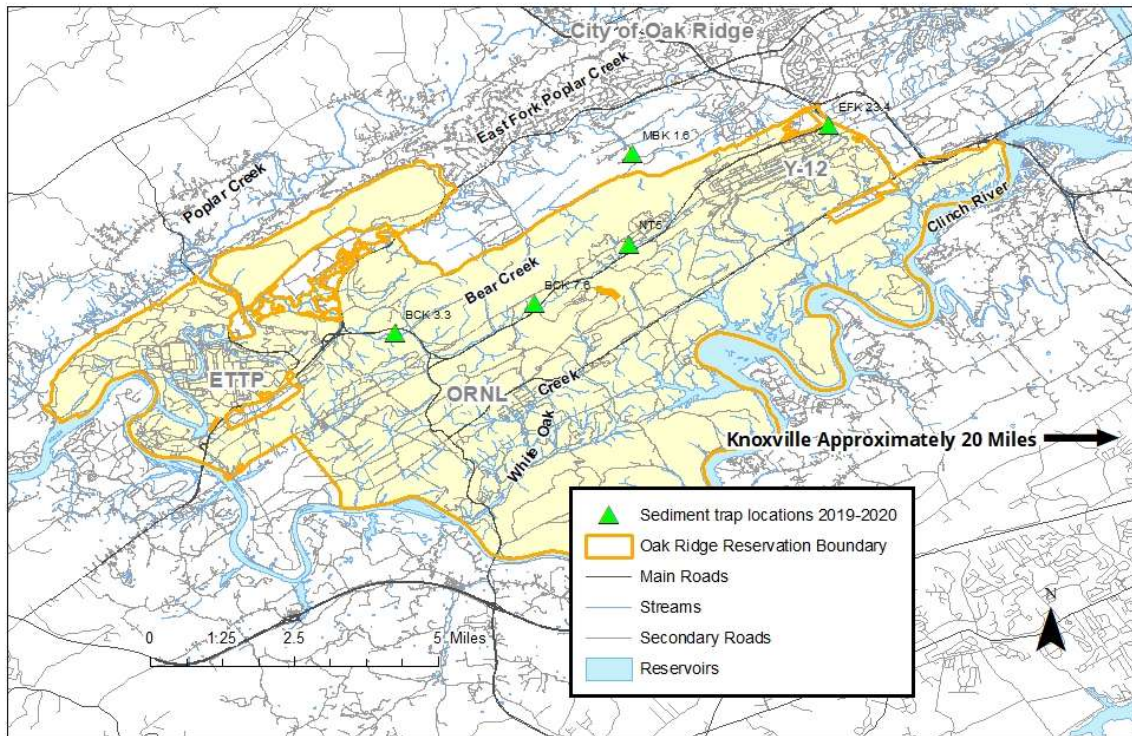 City of Oak Ridge
East Fork Poplar Creek
EFK 23.4
MBK 1.6
Y-12
Poplar Creek
Clinch River
NT5
Bear Creek
BCK 7.6
BCK 3.3
ETTP
ORNL
White Oak Creek
Knoxville Approximately 20 Miles
Sediment trap locations 2019-2020
Oak Ridge Reservation Boundary
Main Roads
Streams
Secondary Roads
Reservoirs
N
0 1.25 2.5 5 Miles